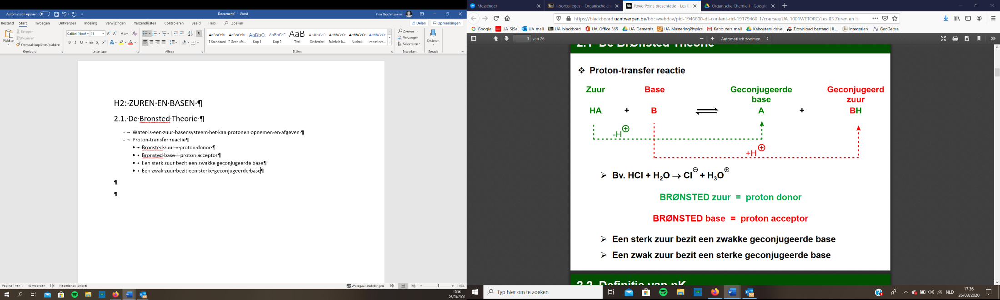 Automatisch opslaan
Document1 - Word
Fien Slootmaekers
Bestand Start Invoegen Ontwerpen Indeling Verwijzingen Verzendlijsten Controleren Beeld Help Zoeken
Delen Opmerkingen
Plakken
Knippen
Kopiëren
Opmaak kopiëren/plakken
Klembord
Calibri (Hoof 11
Lettertype
Alinea
AaBbCcDc AaBbCcDc AaBbCc AaBbCcE AaB AaBbCcD AaBbCcDc AaBbCcDc AaBbCcDc
¶ Standaard ¶ Geen afs... Kop 1 Kop 2 Titel Ondertitel Subtiele b... Nadruk Intensieve...
Stijlen
Zoeken
Vervangen
Selecteren
Bewerken
Dicteren
Spraak
H2:·ZUREN·EN·BASEN·¶
2.1.·De·Bronsted·Theorie·¶
- → Water·is·een·zuur-basensysteem·het·kan·protonen·opnemen·en·afgeven·¶
- → Proton-transfer·reactie¶
• → Bronsted·zuur·=·proton·donor·¶
• → Bronsted·base·=·proton·acceptor¶
• → Een·sterk·zuur·bezit·een·zwakke·geconjugeerde·base¶
• → Een·zwak·zuur·bezit·een·sterke·geconjugeerde·base¶
¶
¶
Pagina 1 van 1 48 woorden Nederlands (België)
Weergave-instellingen
140%
17:36
26/03/2020
Messenger
Hoorcolleges – Organische che
PowerPoint-presentatie - Les 0
Organische Chemie I - Google
https://blackboard.uantwerpen.be/bbcswebdav/pid-1946600-dt-content-rid-19179460_1/courses/UA_1001WETORC/Les 03 Zuren en b
Google UA_SiSa UA_mail UA_blackbord UA_Office 365 UA_Demetris UA_MasteringPhysics Kabouters_mail Kabouters_drive Download bestand | iL... integralen GeoGebra
3 van 26
Automatisch zoomen
2.1 De Brønsted Theorie
❖ Proton-transfer reactie
Zuur Base Geconjugeerde base Geconjugeerd zuur
HA + B ⇌ A + BH
-H⊕
+H⊕
➢ Bv. HCl + H₂O → Cl⊖ + H₃O⊕
BRØNSTED zuur = proton donor
BRØNSTED base = proton acceptor
➢ Een sterk zuur bezit een zwakke geconjugeerde base
➢ Een zwak zuur bezit een sterke geconjugeerde base
2.2 Definitie van pK
Typ hier om te zoeken
NLD
17:36
26/03/2020